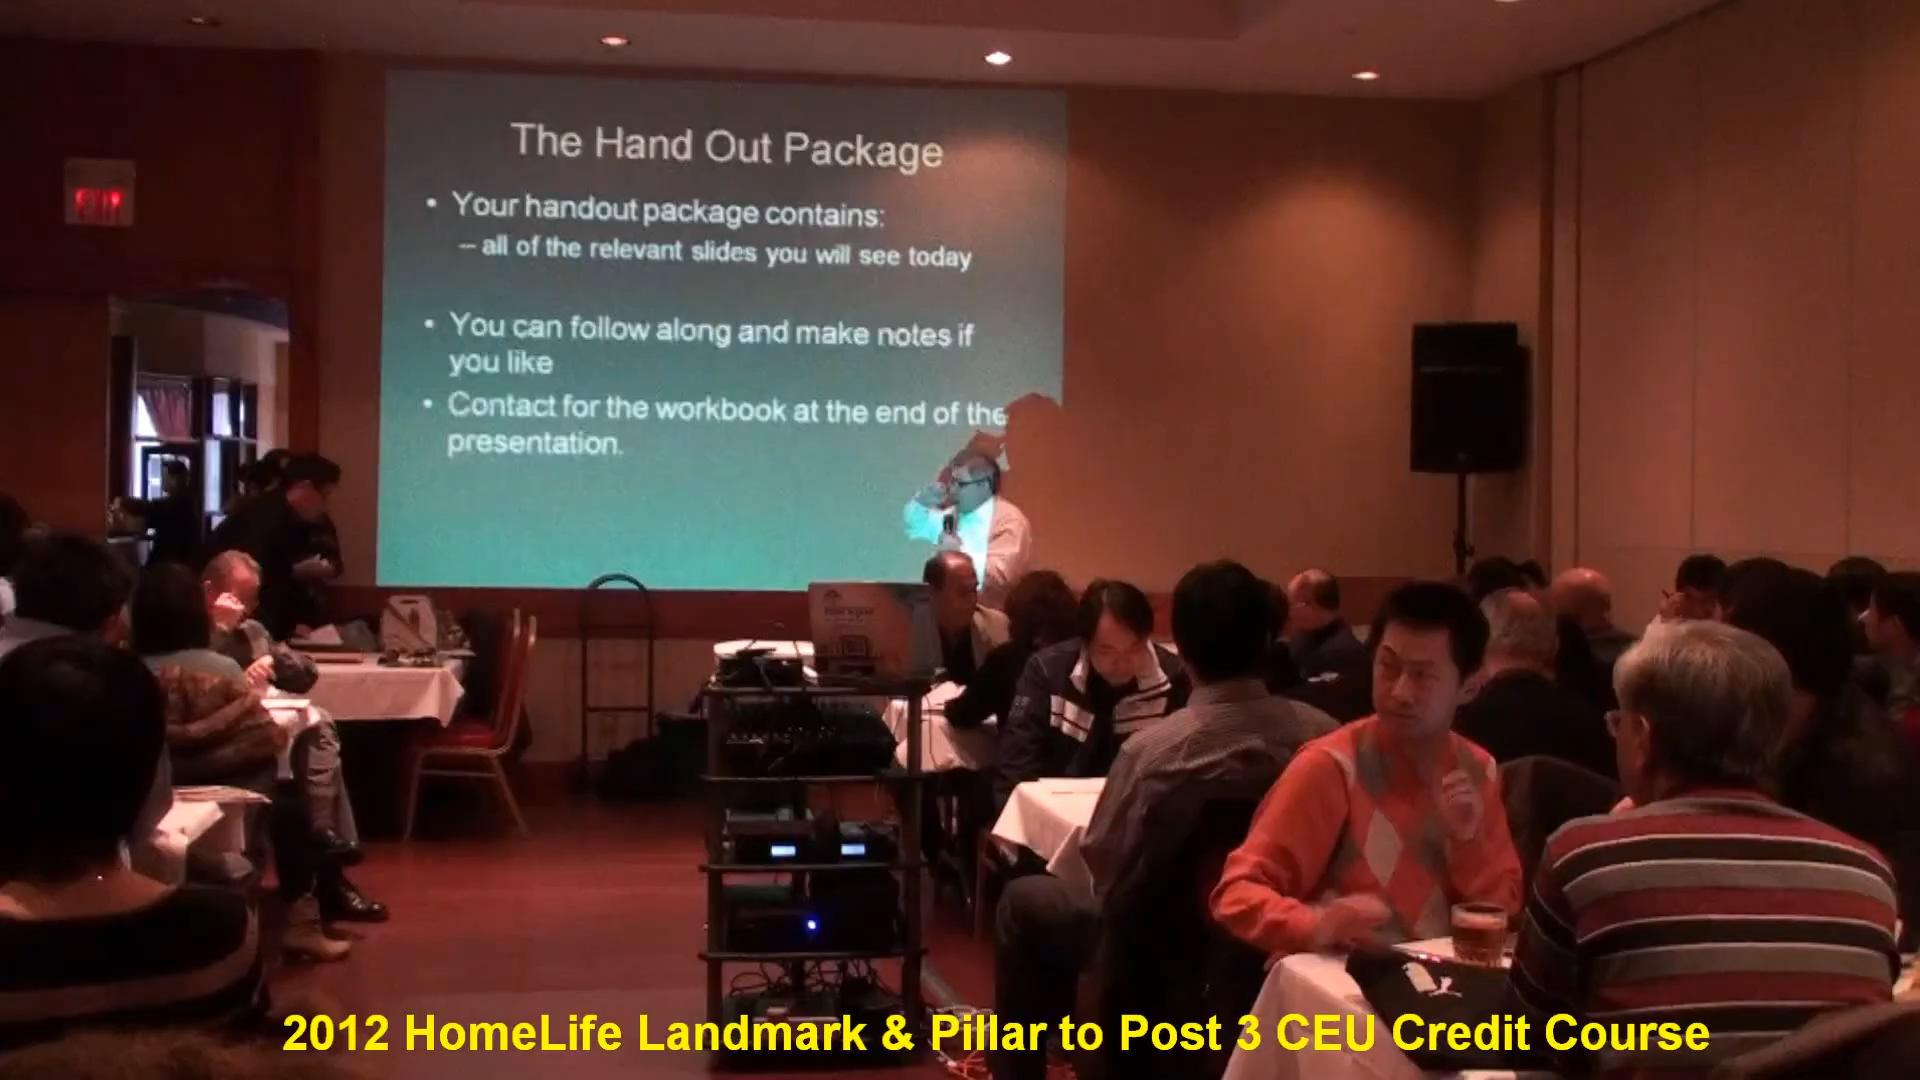 The Hand Out Package
EXIT
• Your handout package contains:
– all of the relevant slides you will see today
• You can follow along and make notes if
you like
• Contact for the workbook at the end of the
presentation.
2012 HomeLife Landmark & Pillar to Post 3 CEU Credit Course